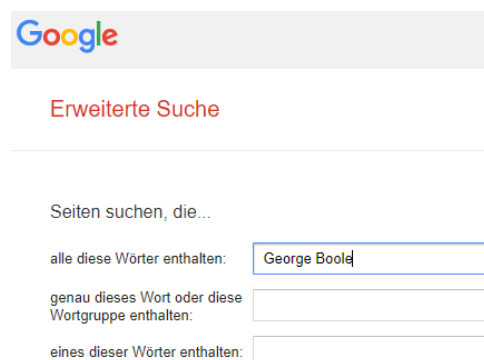 Google
Erweiterte Suche
Seiten suchen, die...
alle diese Wörter enthalten: George Boole
genau dieses Wort oder diese
Wortgruppe enthalten:
eines dieser Wörter enthalten: